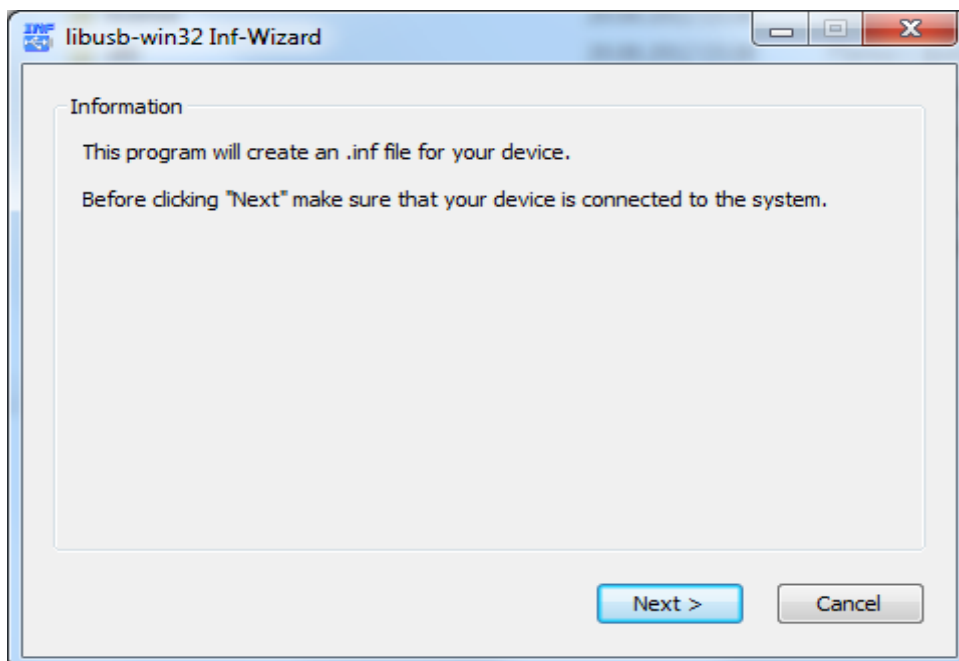 libusb-win32 Inf-Wizard
Information
This program will create an .inf file for your device.
Before clicking "Next" make sure that your device is connected to the system.
Next >
Cancel